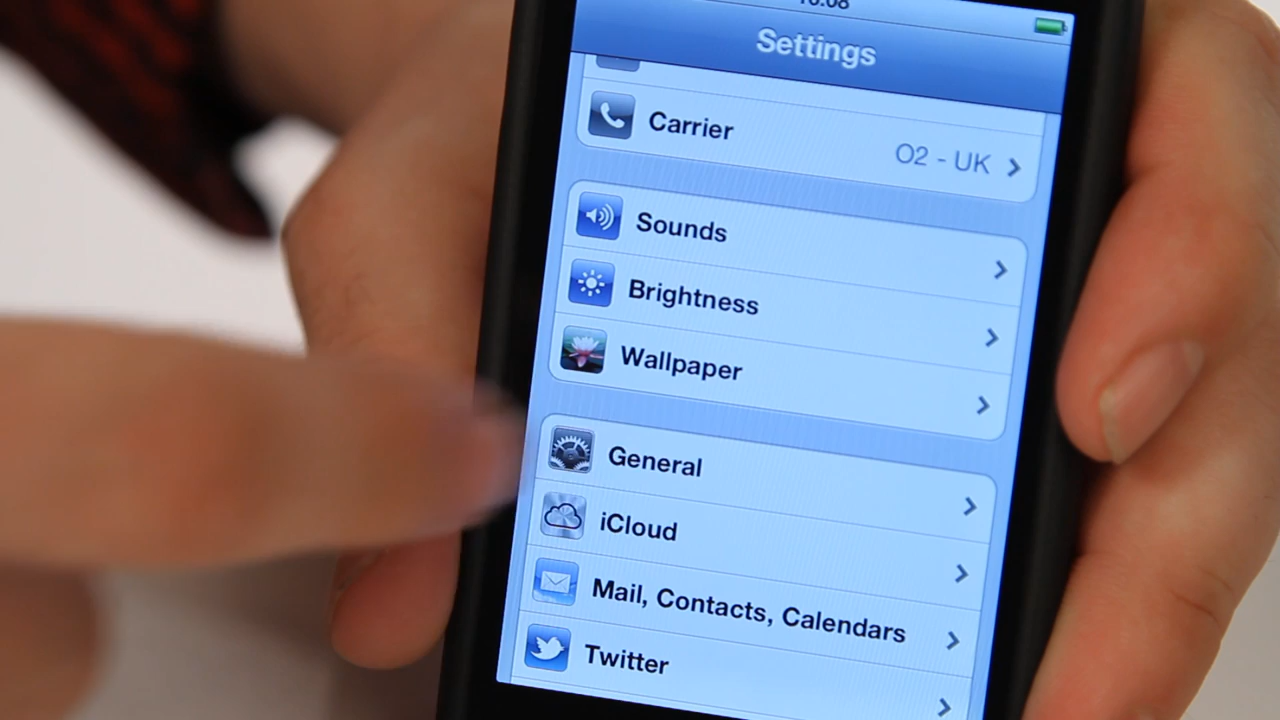 Settings
Carrier
O2 - UK
Sounds
Brightness
Wallpaper
General
iCloud
Mail, Contacts, Calendars
Twitter